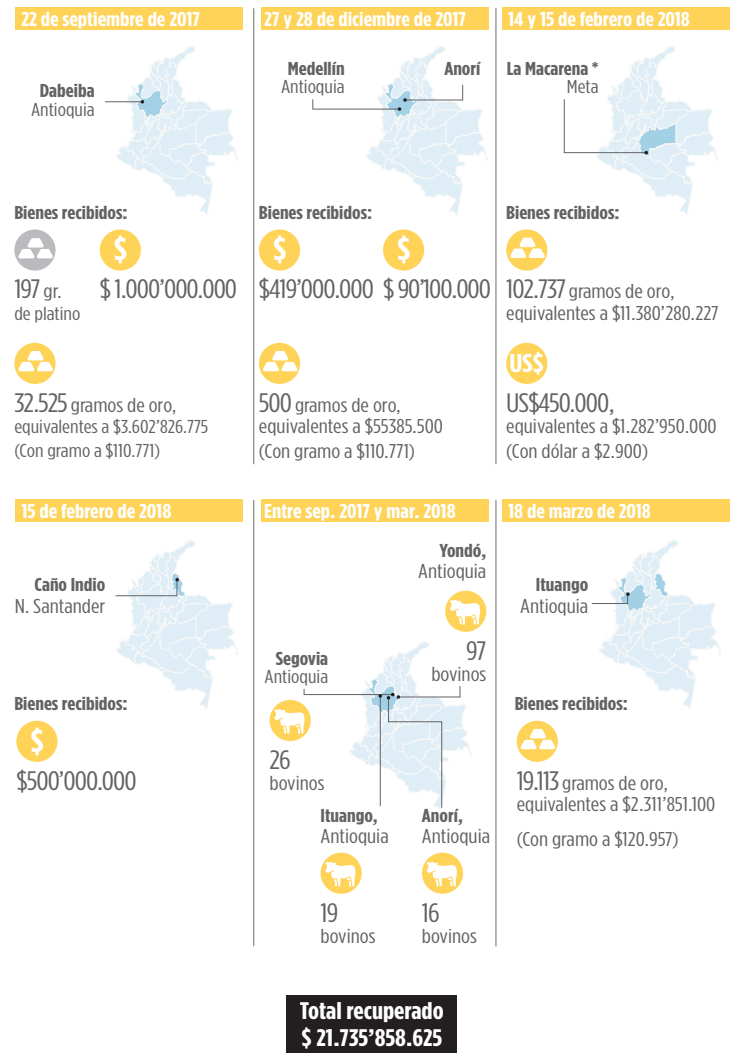 22 de septiembre de 2017
Dabeiba
Antioquia
Bienes recibidos:
$
197 gr.
de platino
$ 1.000’000.000
32.525 gramos de oro,
equivalentes a $3.602’826.775
(Con gramo a $110.771)
27 y 28 de diciembre de 2017
Medellín
Antioquia
Anorí
Bienes recibidos:
$
$
$419’000.000
$ 90’100.000
500 gramos de oro,
equivalentes a $55385.500
(Con gramo a $110.771)
14 y 15 de febrero de 2018
La Macarena *
Meta
Bienes recibidos:
102.737 gramos de oro,
equivalentes a $11.380’280.227
US$
US$450.000,
equivalentes a $1.282’950.000
(Con dólar a $2.900)
15 de febrero de 2018
Caño Indio
N. Santander
Bienes recibidos:
$
$500’000.000
Entre sep. 2017 y mar. 2018
Yondó,
Antioquia
97
bovinos
Segovia
Antioquia
26
bovinos
Ituango,
Antioquia
19
bovinos
Anorí,
Antioquia
16
bovinos
18 de marzo de 2018
Ituango
Antioquia
Bienes recibidos:
19.113 gramos de oro,
equivalentes a $2.311’851.100
(Con gramo a $120.957)
Total recuperado
$ 21.735’858.625